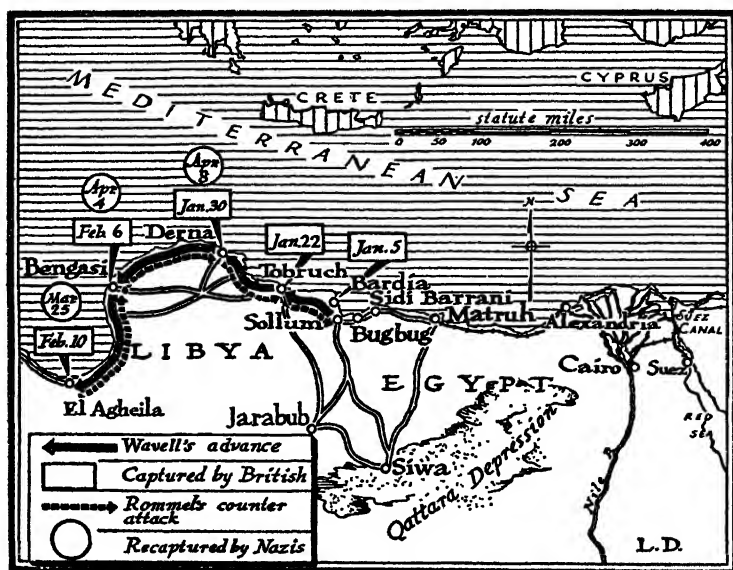 MEDITERRANEAN SEA
CRETE
CYPRUS
statute miles
0 100 200 300 400
Apr 3
Apr 4
Jan. 30
Feb. 6
Derna
Jan. 22
Jan. 5
Bengasi
Tobruch
Bardia
Mar 25
Sidi Barrani
Sollum
Bugbug
Matruh
Alexandria
SUEZ
CANAL
Feb. 10
LIBYA
EGYPT
Cairo
Suez
El Agheila
RED
SEA
Jarabub
Siwa
Qattara Depression
Nile R.
N
Wavell's advance
Captured by British
Rommel's counter
attack
Recaptured by Nazis
L.D.